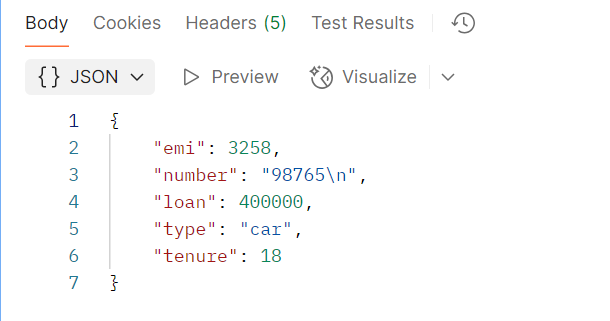 Body Cookies Headers (5) Test Results
{} JSON Preview Visualize
1 {
2 "emi": 3258,
3 "number": "98765\n",
4 "loan": 400000,
5 "type": "car",
6 "tenure": 18
7 }